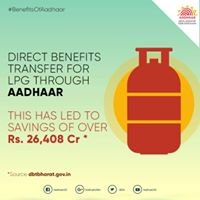 #BenefitsOfAadhaar
AADHAAR
DIRECT BENEFITS
TRANSFER FOR
LPG THROUGH
AADHAAR
THIS HAS LED TO
SAVINGS OF OVER
Rs. 26,408 Cr *
*Source dbtbharat.gov.in